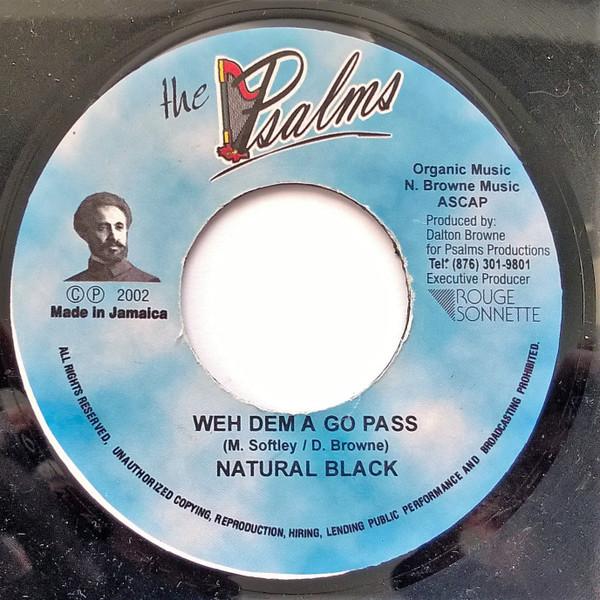 the Psalms
Organic Music
N. Browne Music
ASCAP
Produced by:
Dalton Browne
for Psalms Productions
Tel: (876) 301-9801
Executive Producer
ROUGE
SONNETTE
© ℗ 2002
Made in Jamaica
WEH DEM A GO PASS
(M. Softley / D. Browne)
NATURAL BLACK
ALL RIGHTS RESERVED. UNAUTHORIZED COPYING, REPRODUCTION, HIRING, LENDING PUBLIC PERFORMANCE AND BROADCASTING PROHIBITED.